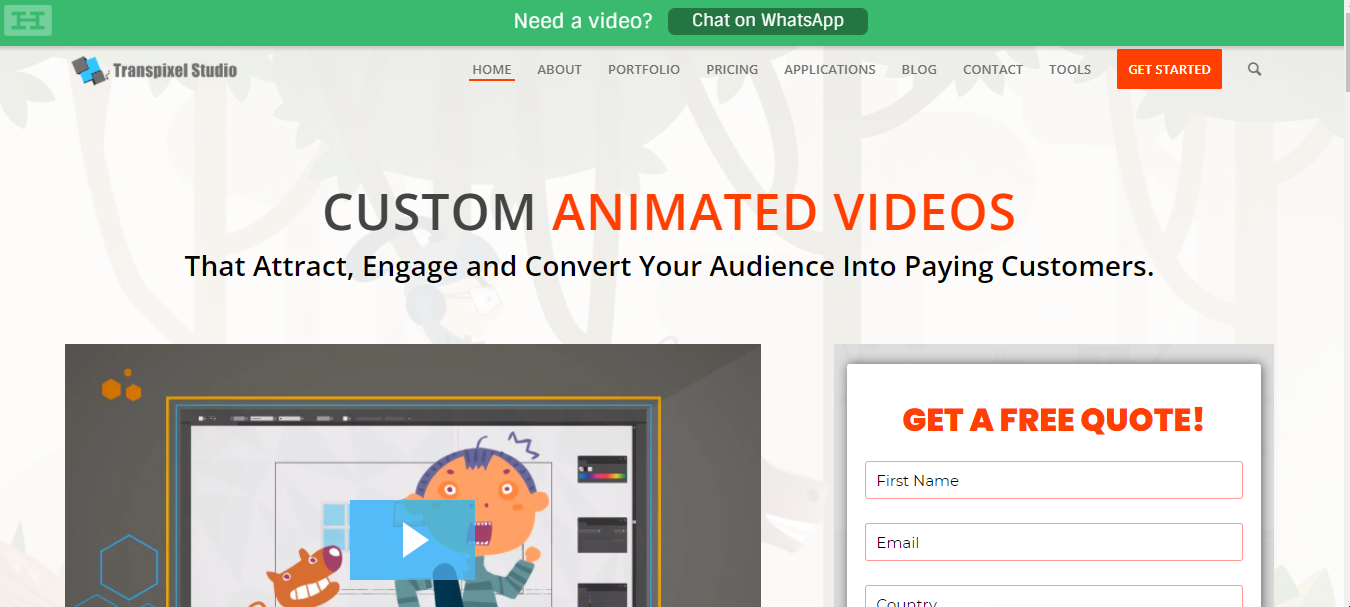 Need a video? Chat on WhatsApp
Transpixel Studio
HOME ABOUT PORTFOLIO PRICING APPLICATIONS BLOG CONTACT TOOLS GET STARTED
CUSTOM ANIMATED VIDEOS
That Attract, Engage and Convert Your Audience Into Paying Customers.
GET A FREE QUOTE!
First Name
Email
Country